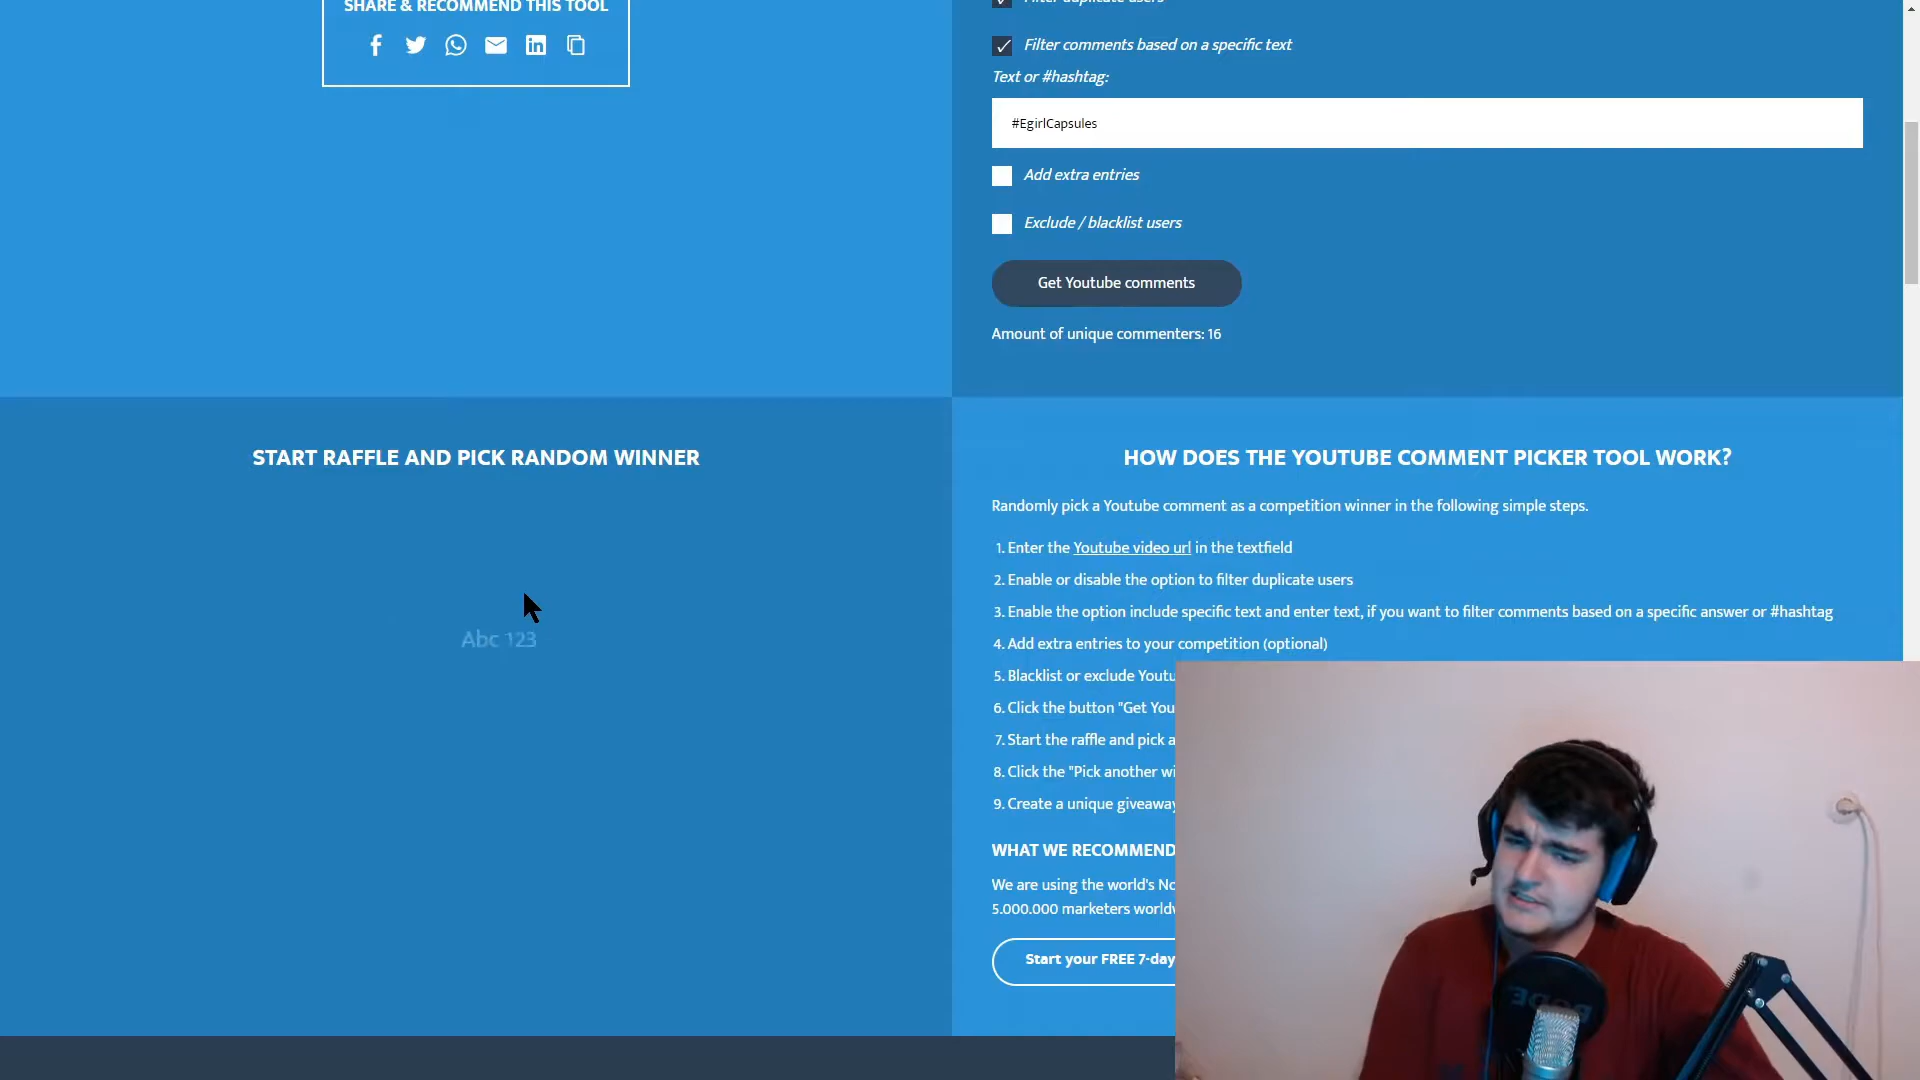 SHARE & RECOMMEND THIS TOOL
Filter duplicate users
Filter comments based on a specific text
Text or #hashtag:
#EgirlCapsules
Add extra entries
Exclude / blacklist users
Get Youtube comments
Amount of unique commenters: 16
START RAFFLE AND PICK RANDOM WINNER
Abc 123
HOW DOES THE YOUTUBE COMMENT PICKER TOOL WORK?
Randomly pick a Youtube comment as a competition winner in the following simple steps.
1. Enter the Youtube video url in the textfield
2. Enable or disable the option to filter duplicate users
3. Enable the option include specific text and enter text, if you want to filter comments based on a specific answer or #hashtag
4. Add extra entries to your competition (optional)
5. Blacklist or exclude Youtu
6. Click the button "Get You
7. Start the raffle and pick a
8. Click the "Pick another wi
9. Create a unique giveaway
WHAT WE RECOMMEND
We are using the world's No
5.000.000 marketers worldw
Start your FREE 7-day
RODE